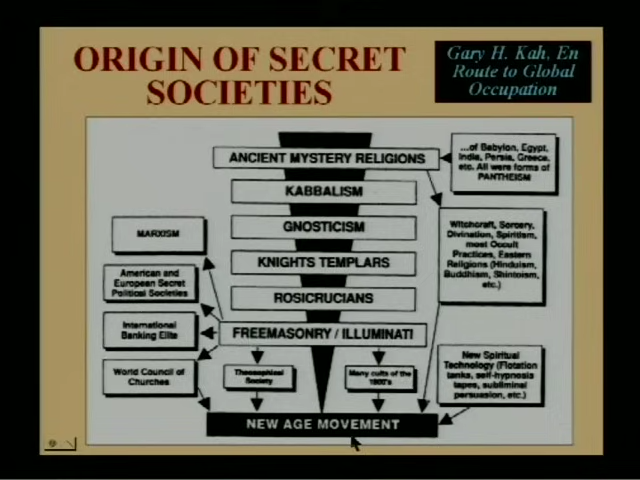 ORIGIN OF SECRET
SOCIETIES
Gary H. Kah, En
Route to Global
Occupation
ANCIENT MYSTERY RELIGIONS
...of Babylon, Egypt,
India, Persia, Greece,
etc. All were forms of
PANTHEISM
KABBALISM
GNOSTICISM
KNIGHTS TEMPLARS
ROSICRUCIANS
FREEMASONRY / ILLUMINATI
Witchcraft, Sorcery,
Divination, Spiritism,
most Occult
Practices, Eastern
Religions (Hinduism,
Buddhism, Shintoism,
etc.)
MARXISM
American and
European Secret
Political Societies
International
Banking Elite
World Council of
Churches
Theosophical
Society
Many cults of the
1800's
New Spiritual
Technology (Flotation
tanks, self-hypnosis
tapes, subliminal
persuasion, etc.)
NEW AGE MOVEMENT